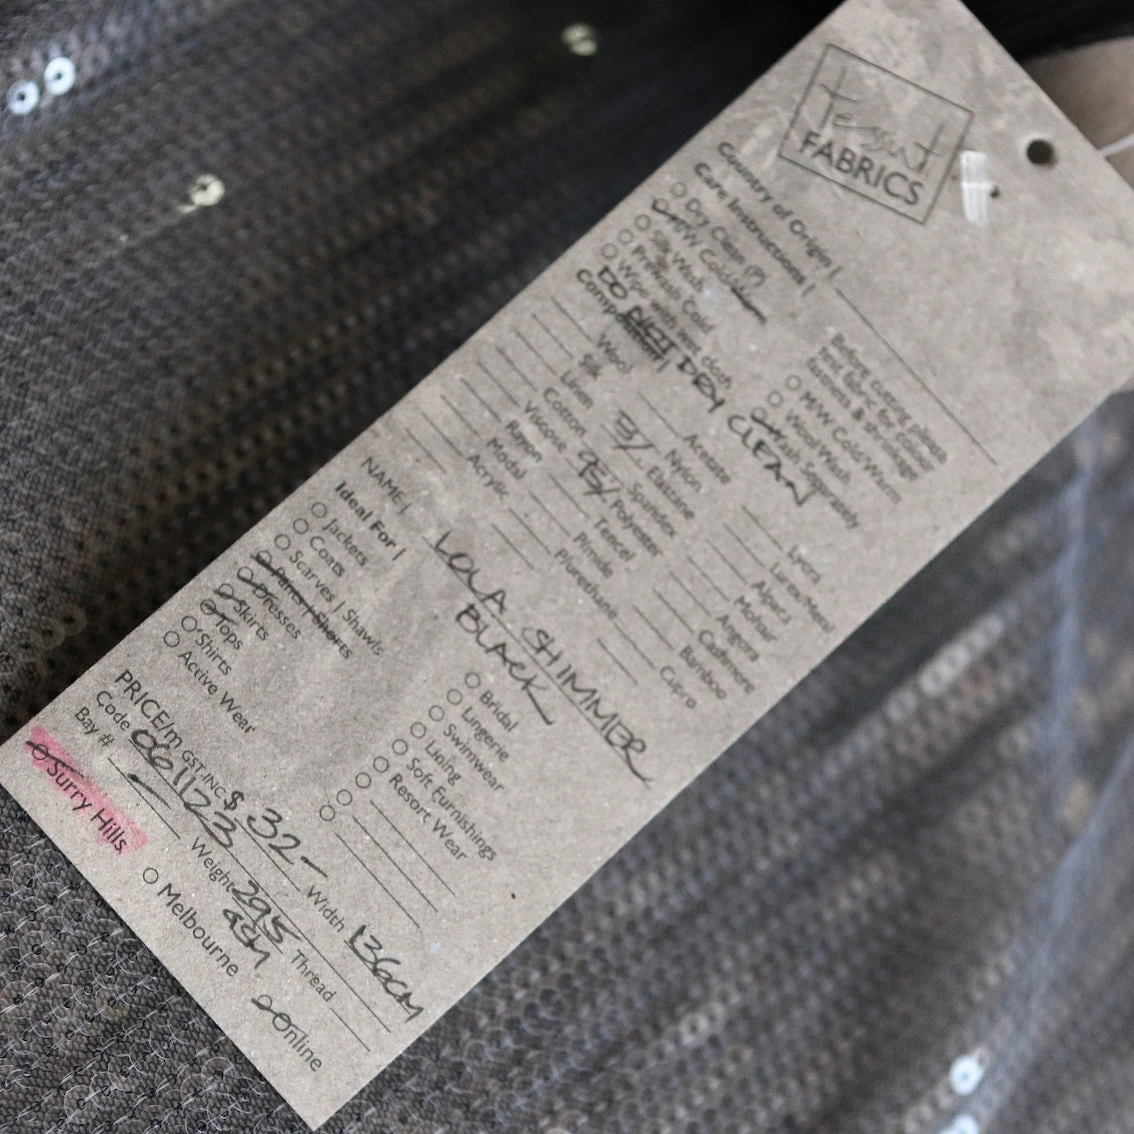 Tessuti
FABRICS
Country of Origin |
Care Instructions |
Dry Clean (P)
M/W Cold
Silk Wash
PreWash Cold
Wipe with wet cloth
DO NOT DRY CLEAN
Before cutting please
test fabric for colour
fastness & shrinkage
M/W Cold/Warm
Wool Wash
Wash Separately
Composition
Wool
Silk
Linen
Cotton
Viscose
Rayon
Modal
Acrylic
Acetate
Nylon
Elastane
Spandex
95/ Polyester
Tencel
Pinside
Plurethane
Lycra
Lurex/Metal
Alpaca
Mohair
Angora
Cashmere
Bamboo
Cupro
NAME | LOLA SHIMMER
BLACK
Ideal For |
Jackets
Coats
Scarves | Shawls
Pants | Shorts
Dresses
Skirts
Tops
Shirts
Active Wear
Bridal
Lingerie
Swimwear
Lining
Soft Furnishings
Resort Wear
PRICE/m GST-INC $ 32-
Width 136CM
Code 061123
Weight 295 Thread
Bay #
Surry Hills
Melbourne
Online